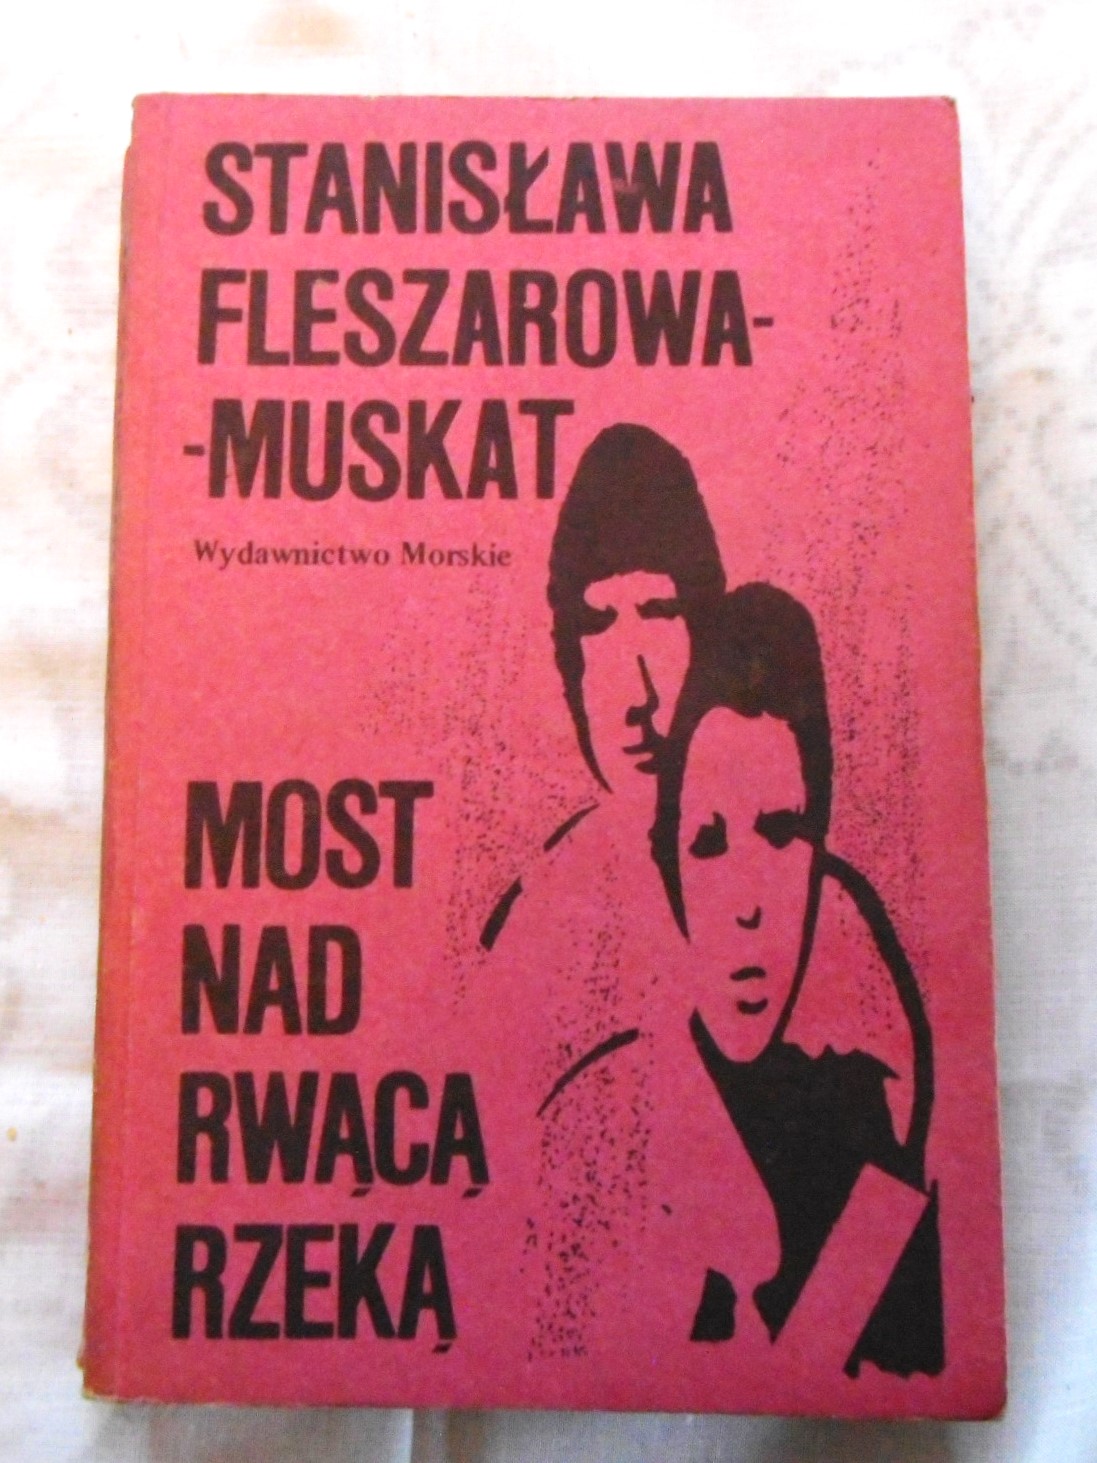 STANISŁAWA
FLESZAROWA-
-MUSKAT
Wydawnictwo Morskie
MOST
NAD
RWĄCĄ
RZEKĄ